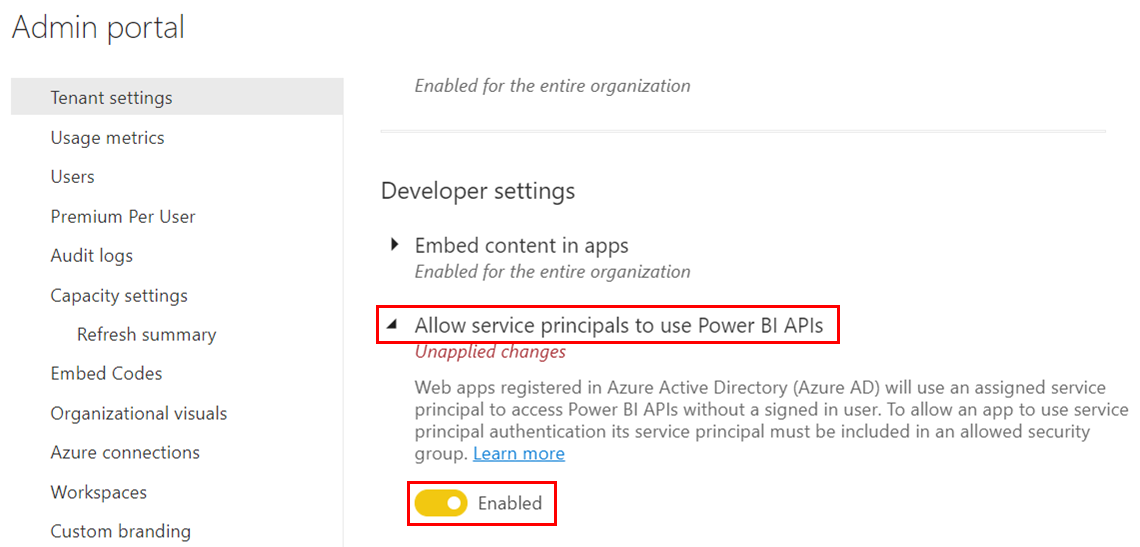 Admin portal
Tenant settings
Usage metrics
Users
Premium Per User
Audit logs
Capacity settings
Refresh summary
Embed Codes
Organizational visuals
Azure connections
Workspaces
Custom branding
Enabled for the entire organization
Developer settings
Embed content in apps
Enabled for the entire organization
Allow service principals to use Power BI APIs
Unapplied changes
Web apps registered in Azure Active Directory (Azure AD) will use an assigned service
principal to access Power BI APIs without a signed in user. To allow an app to use service
principal authentication its service principal must be included in an allowed security
group. Learn more
Enabled